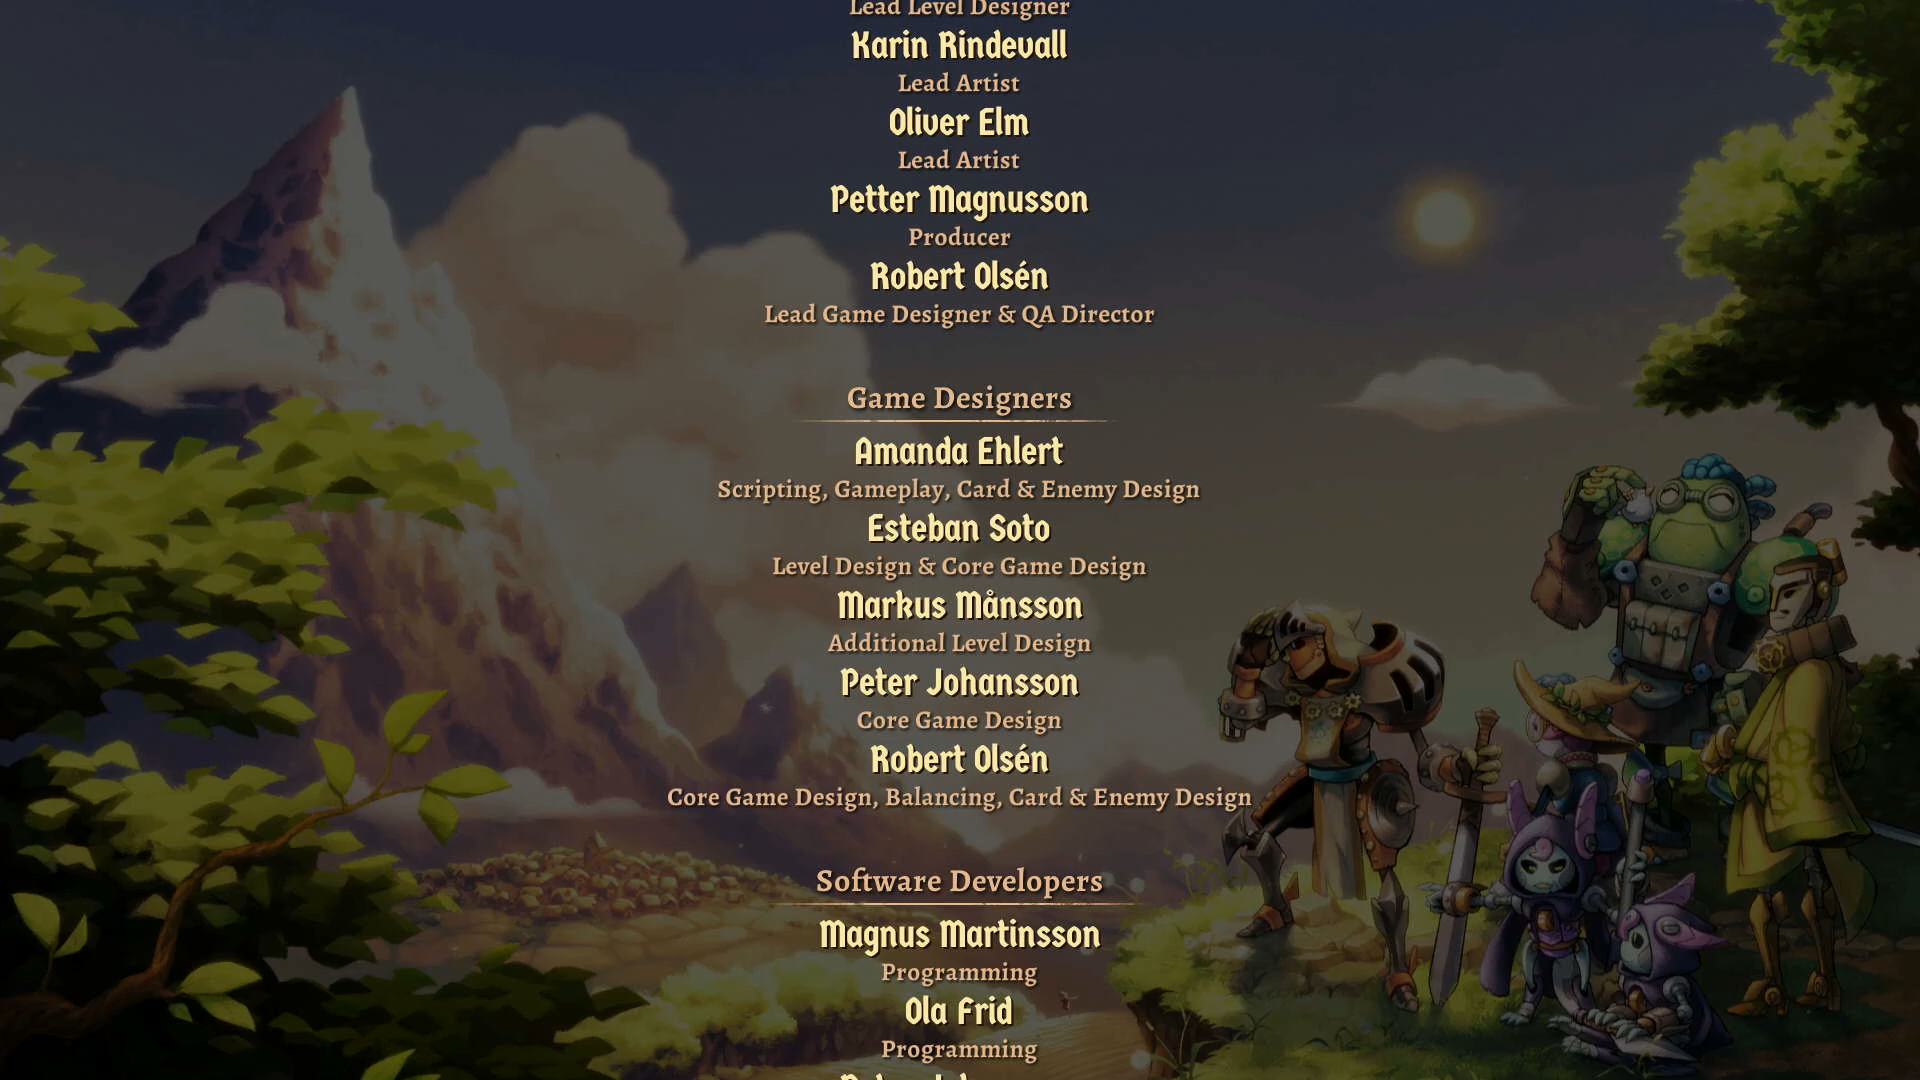 Lead Level Designer
Karin Rindevall
Lead Artist
Oliver Elm
Lead Artist
Petter Magnusson
Producer
Robert Olsén
Lead Game Designer & QA Director
Game Designers
Amanda Ehlert
Scripting, Gameplay, Card & Enemy Design
Esteban Soto
Level Design & Core Game Design
Markus Månsson
Additional Level Design
Peter Johansson
Core Game Design
Robert Olsén
Core Game Design, Balancing, Card & Enemy Design
Software Developers
Magnus Martinsson
Programming
Ola Frid
Programming